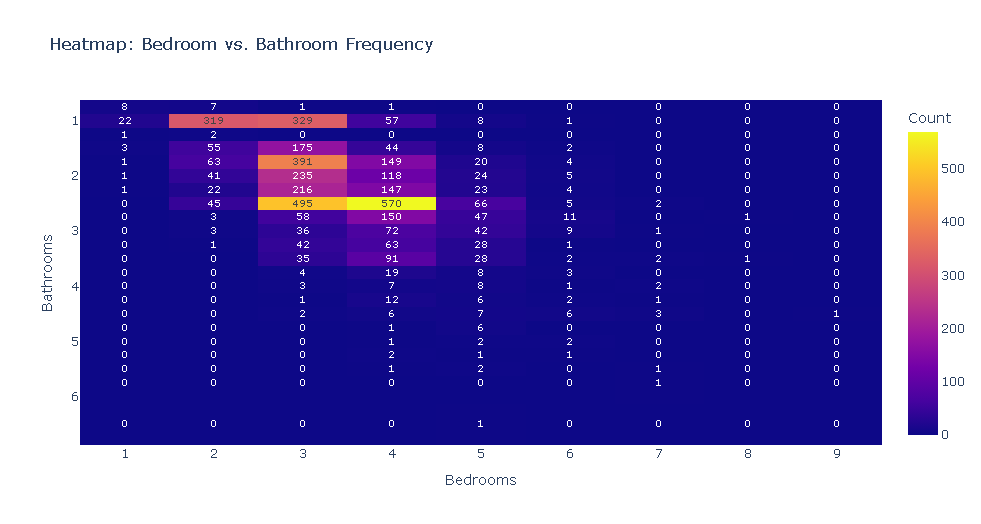 Heatmap: Bedroom vs. Bathroom Frequency
8 7 1 1 0 0 0 0 0
1 22 319 329 57 8 1 0 0 0
1 2 0 0 0 0 0 0 0
3 55 175 44 8 2 0 0 0
1 63 391 149 20 4 0 0 0
2 1 41 235 118 24 5 0 0 0
1 22 216 147 23 4 0 0 0
0 45 495 570 66 5 2 0 0
0 3 58 150 47 11 0 1 0
3 0 3 36 72 42 9 1 0 0
0 1 42 63 28 1 0 0 0
0 0 35 91 28 2 2 1 0
0 0 4 19 8 3 0 0 0
4 0 0 3 7 8 1 2 0 0
0 0 1 12 6 2 1 0 0
0 0 2 6 7 6 3 0 1
0 0 0 1 6 0 0 0 0
5 0 0 0 1 2 2 0 0 0
0 0 0 2 1 1 0 0 0
0 0 0 1 2 0 1 0 0
0 0 0 0 0 0 1 0 0
6
0 0 0 0 1 0 0 0 0
1 2 3 4 5 6 7 8 9
Bedrooms
Bathrooms
Count
500
400
300
200
100
0